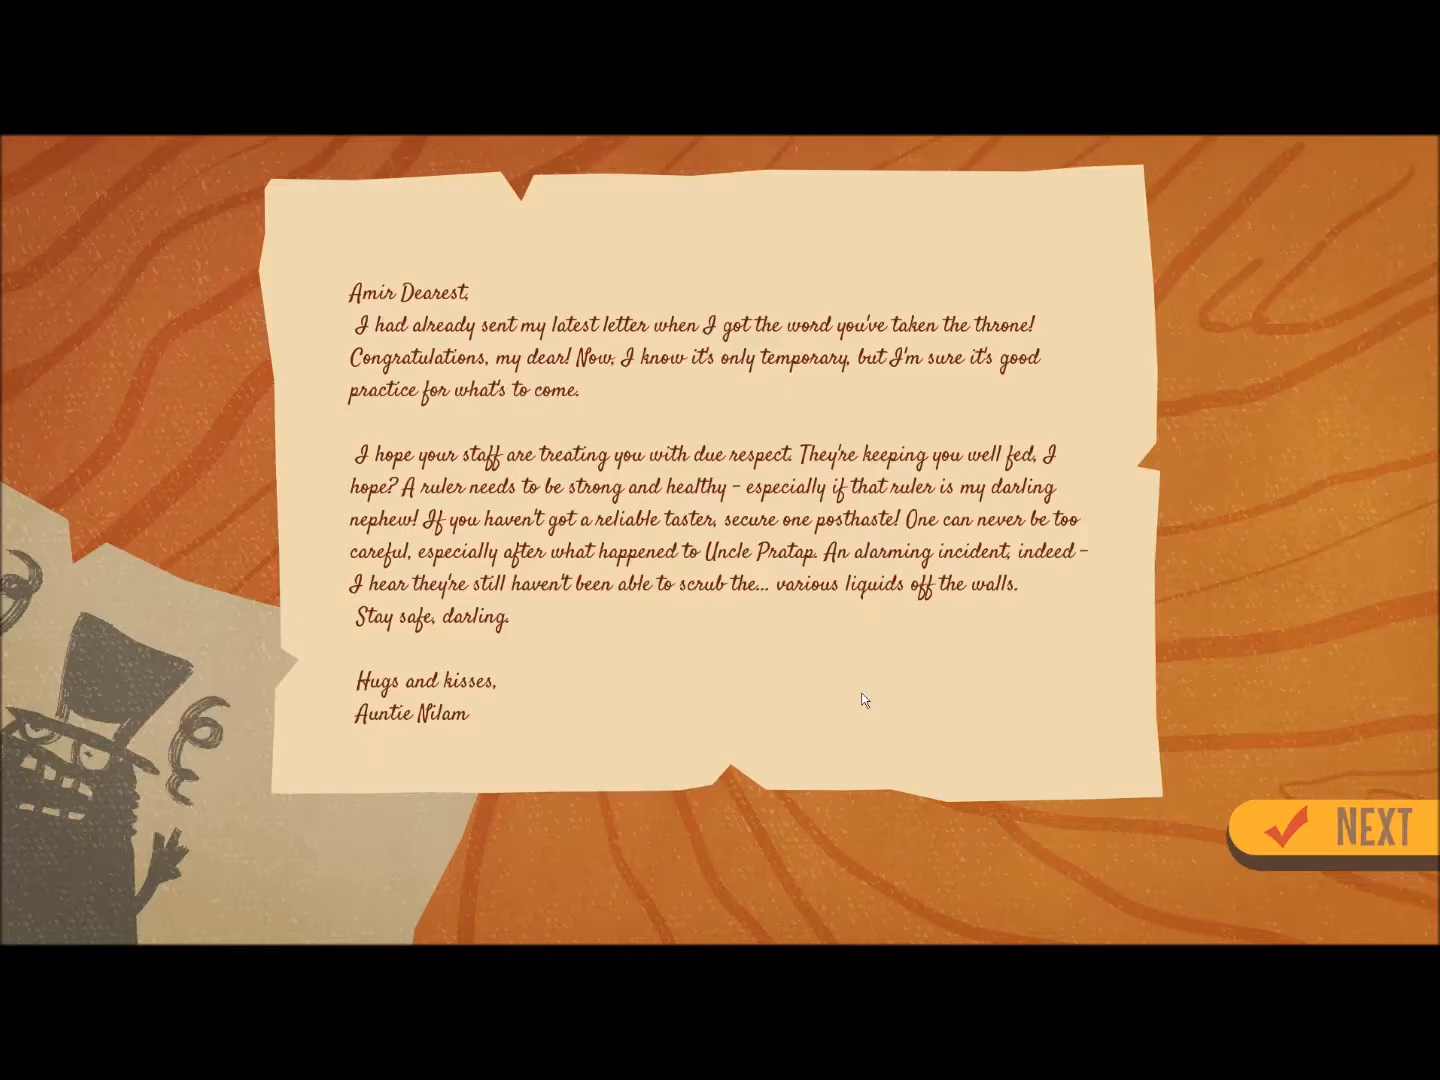 Amir Dearest,
I had already sent my latest letter when I got the word you've taken the throne!
Congratulations, my dear! Now, I know it's only temporary, but I'm sure it's good
practice for what's to come.
I hope your staff are treating you with due respect. They're keeping you well fed, I
hope? A ruler needs to be strong and healthy - especially if that ruler is my darling
nephew! If you haven't got a reliable taster, secure one posthaste! One can never be too
careful, especially after what happened to Uncle Pratap. An alarming incident, indeed -
I hear they're still haven't been able to scrub the... various liquids off the walls.
Stay safe, darling.
Hugs and kisses,
Auntie Nilam
NEXT